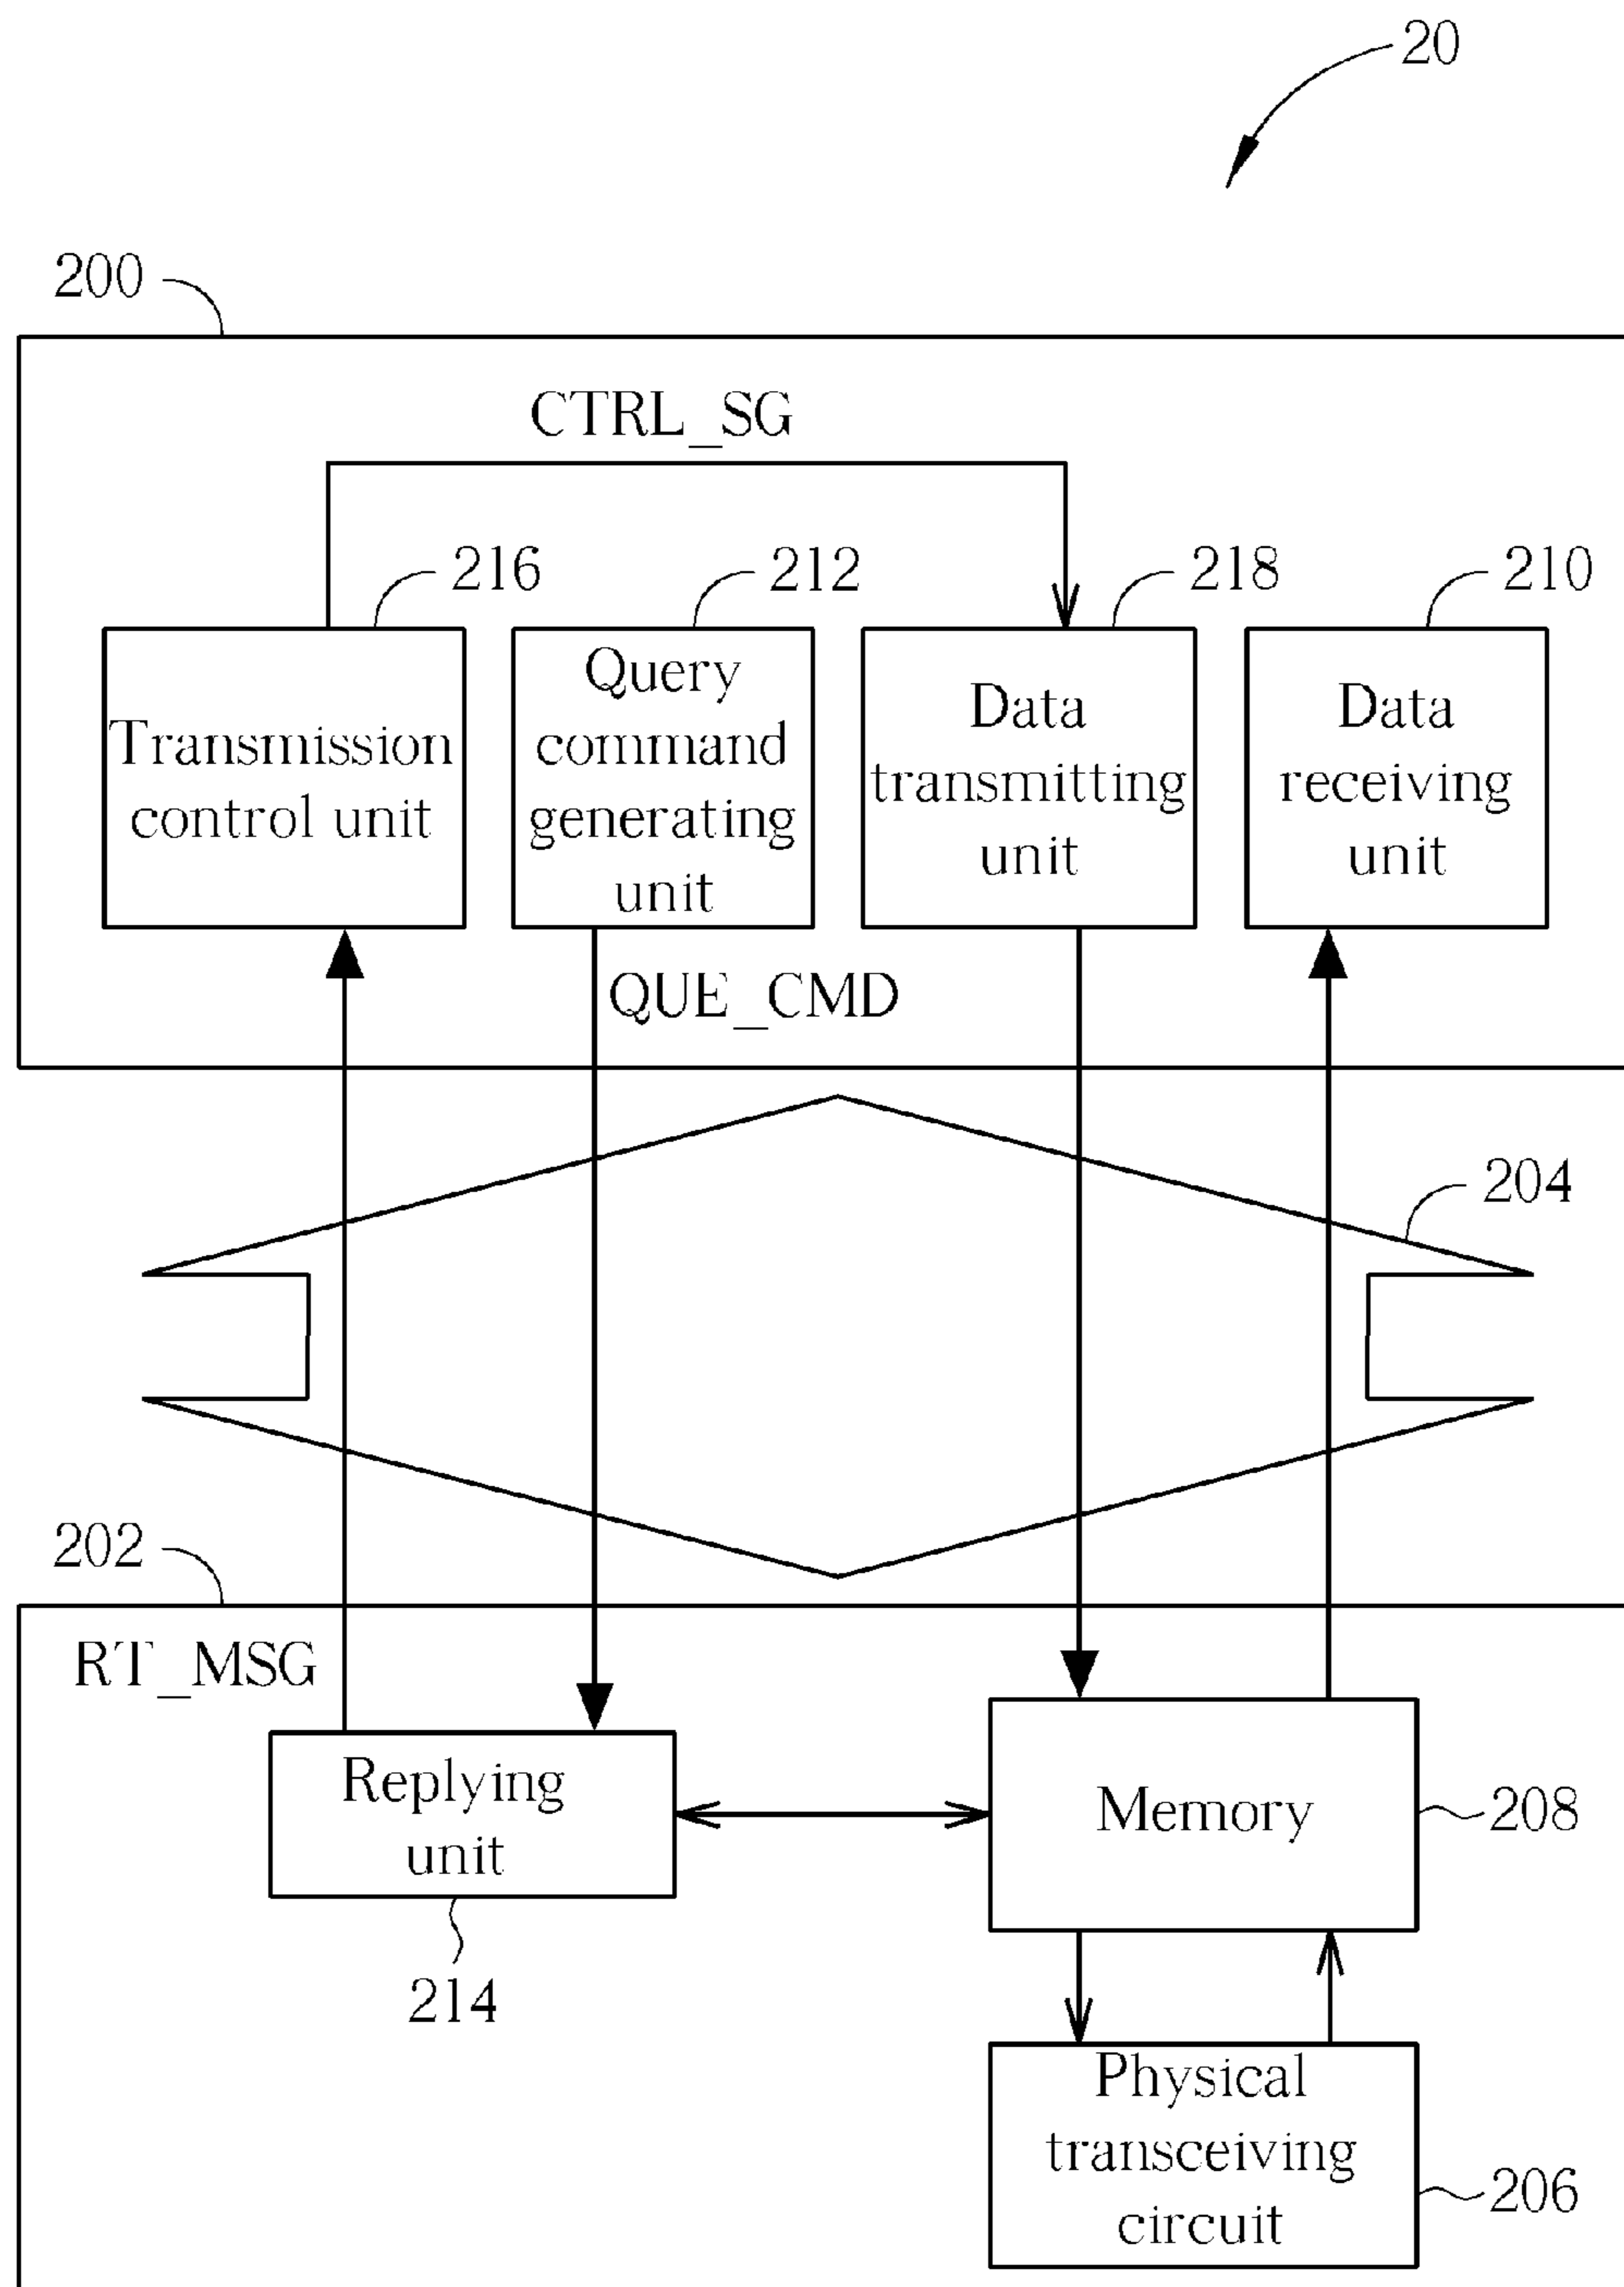 20
200
CTRL_SG
216
212
218
210
Transmission
control unit
Query
command
generating
unit
Data
transmitting
unit
Data
receiving
unit
QUE_CMD
204
202
RT_MSG
Replying
unit
214
Memory
208
Physical
transceiving
circuit
206